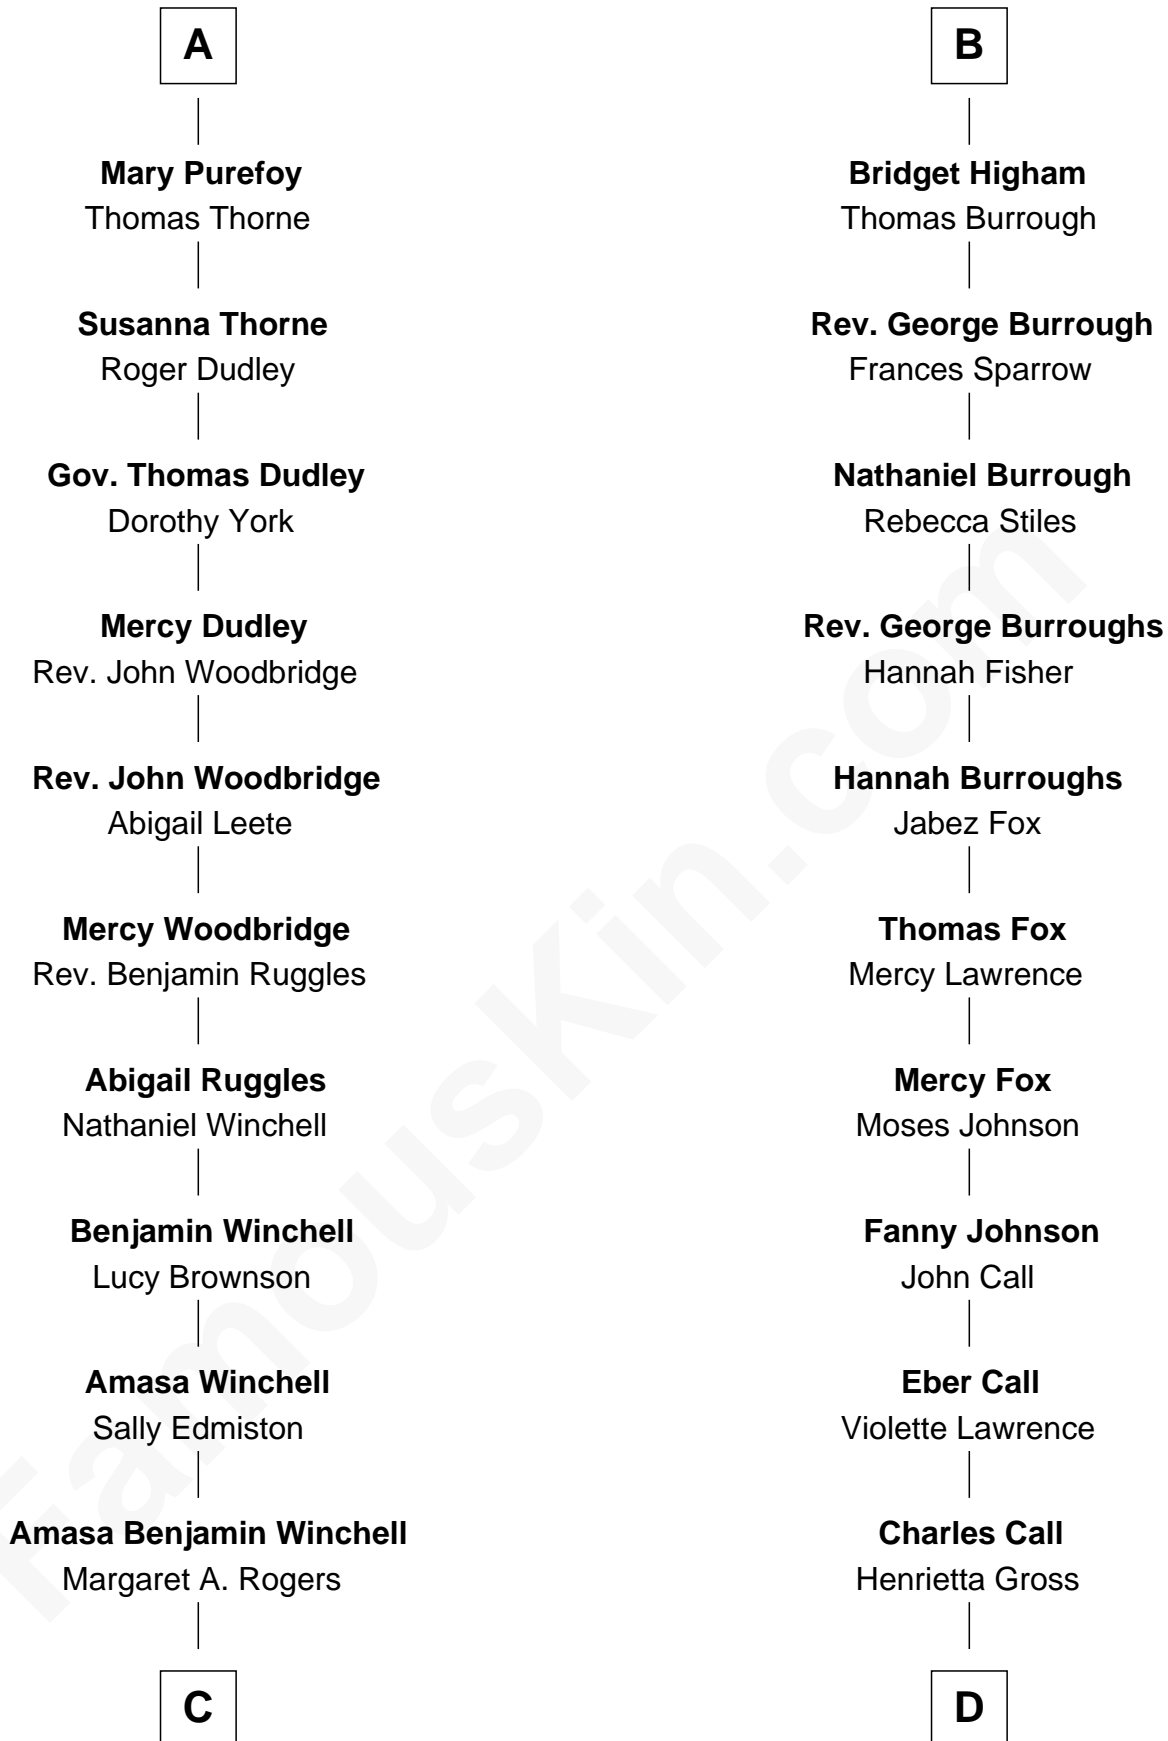 A
Mary Purefoy
Thomas Thorne
Susanna Thorne
Roger Dudley
Gov. Thomas Dudley
Dorothy York
Mercy Dudley
Rev. John Woodbridge
Rev. John Woodbridge
Abigail Leete
Mercy Woodbridge
Rev. Benjamin Ruggles
Abigail Ruggles
Nathaniel Winchell
Benjamin Winchell
Lucy Brownson
Amasa Winchell
Sally Edmiston
Amasa Benjamin Winchell
Margaret A. Rogers
C
B
Bridget Higham
Thomas Burrough
Rev. George Burrough
Frances Sparrow
Nathaniel Burrough
Rebecca Stiles
Rev. George Burroughs
Hannah Fisher
Hannah Burroughs
Jabez Fox
Thomas Fox
Mercy Lawrence
Mercy Fox
Moses Johnson
Fanny Johnson
John Call
Eber Call
Violette Lawrence
Charles Call
Henrietta Gross
D
FamousKin.com